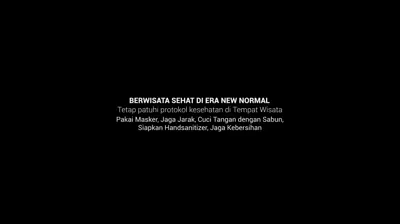 BERWISATA SEHAT DI ERA NEW NORMAL
Tetap patuhi protokol kesehatan di Tempat Wisata
Pakai Masker, Jaga Jarak, Cuci Tangan dengan Sabun,
Siapkan Handsanitizer, Jaga Kebersihan